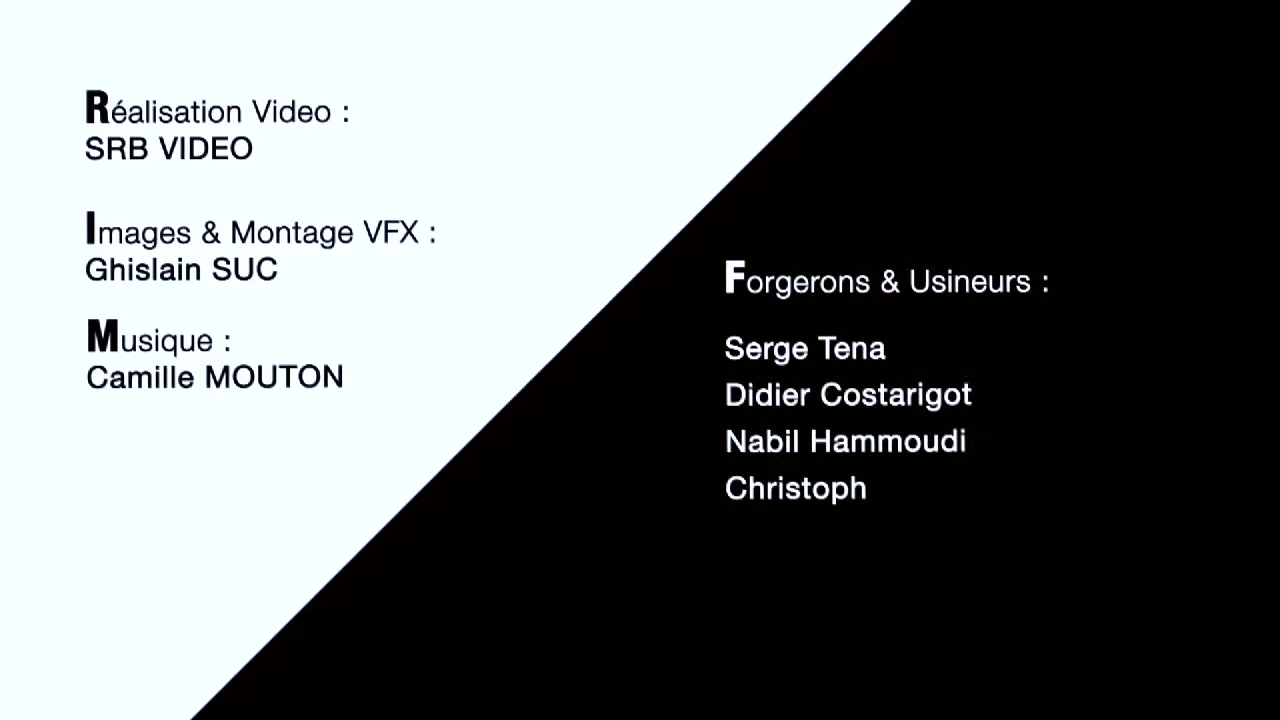 Réalisation Video :
SRB VIDEO
Images & Montage VFX :
Ghislain SUC
Musique :
Camille MOUTON
Forgerons & Usineurs :
Serge Tena
Didier Costarigot
Nabil Hammoudi
Christoph